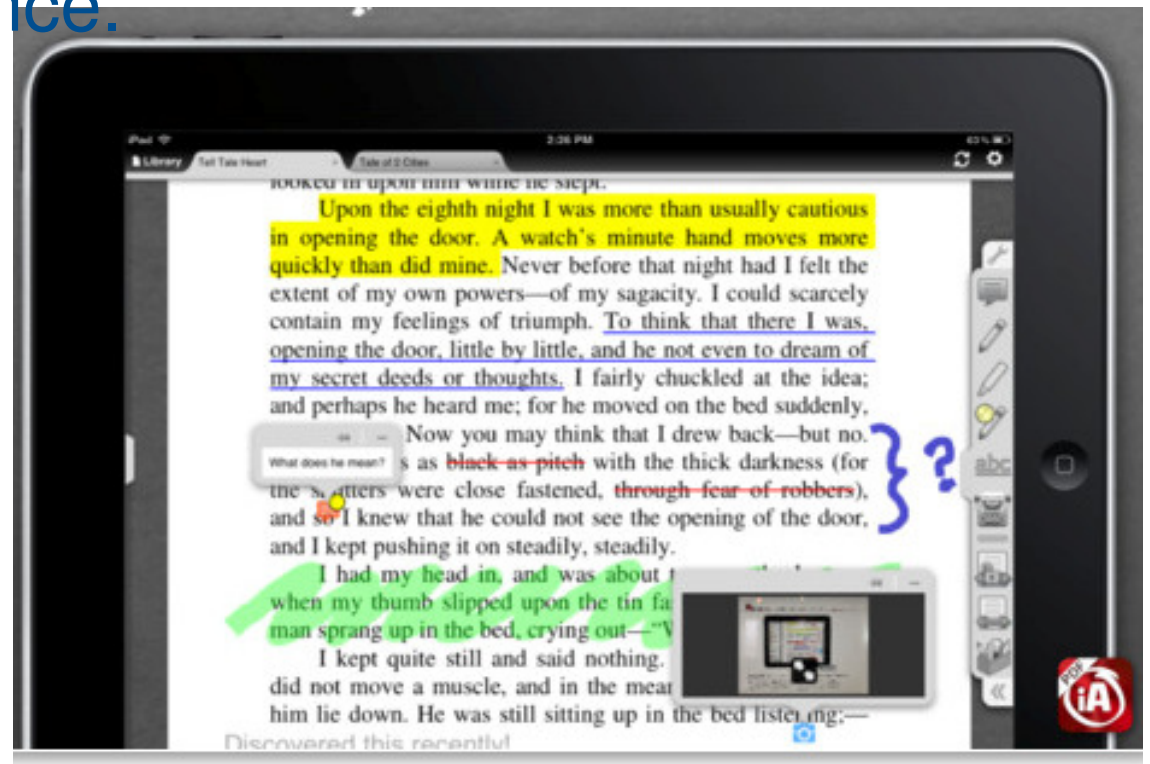 nce.
iPad 2:26 PM 63%
Library Tell Tale Heart Tale of 2 Cities
looked in upon him while he slept.
Upon the eighth night I was more than usually cautious
in opening the door. A watch's minute hand moves more
quickly than did mine. Never before that night had I felt the
extent of my own powers—of my sagacity. I could scarcely
contain my feelings of triumph. To think that there I was,
opening the door, little by little, and he not even to dream of
my secret deeds or thoughts. I fairly chuckled at the idea;
and perhaps he heard me; for he moved on the bed suddenly,
Now you may think that I drew back—but no.
What does he mean? s as black as pitch with the thick darkness (for
the s tters were close fastened, through fear of robbers),
and so I knew that he could not see the opening of the door,
and I kept pushing it on steadily, steadily.
?
abc
I had my head in, and was about t
when my thumb slipped upon the tin fa
man sprang up in the bed, crying out—"
I kept quite still and said nothing.
did not move a muscle, and in the mean
him lie down. He was still sitting up in the bed listening;—
Discovered this recently!
PDF
iA